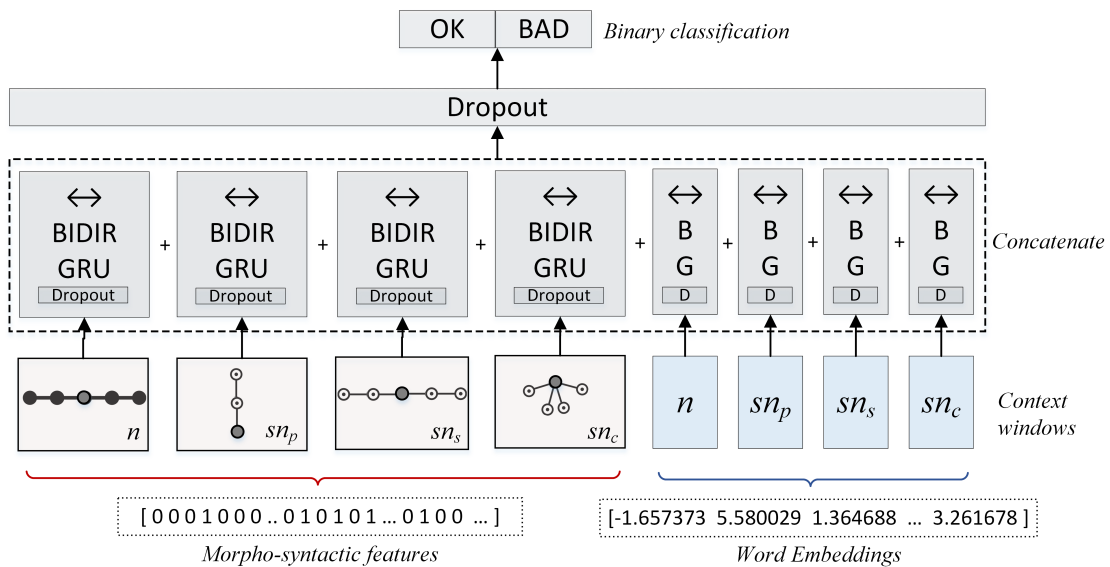 OK BAD Binary classification
Dropout
BIDIR GRU Dropout + BIDIR GRU Dropout + BIDIR GRU Dropout + BIDIR GRU Dropout + B G D + B G D + B G D + B G D
Concatenate
n snp sns snc n snp sns snc
Context
windows
[ 0 0 0 1 0 0 0 .. 0 1 0 1 0 1 ... 0 1 0 0 ... ] [-1.657373 5.580029 1.364688 ... 3.261678 ]
Morpho-syntactic features Word Embeddings